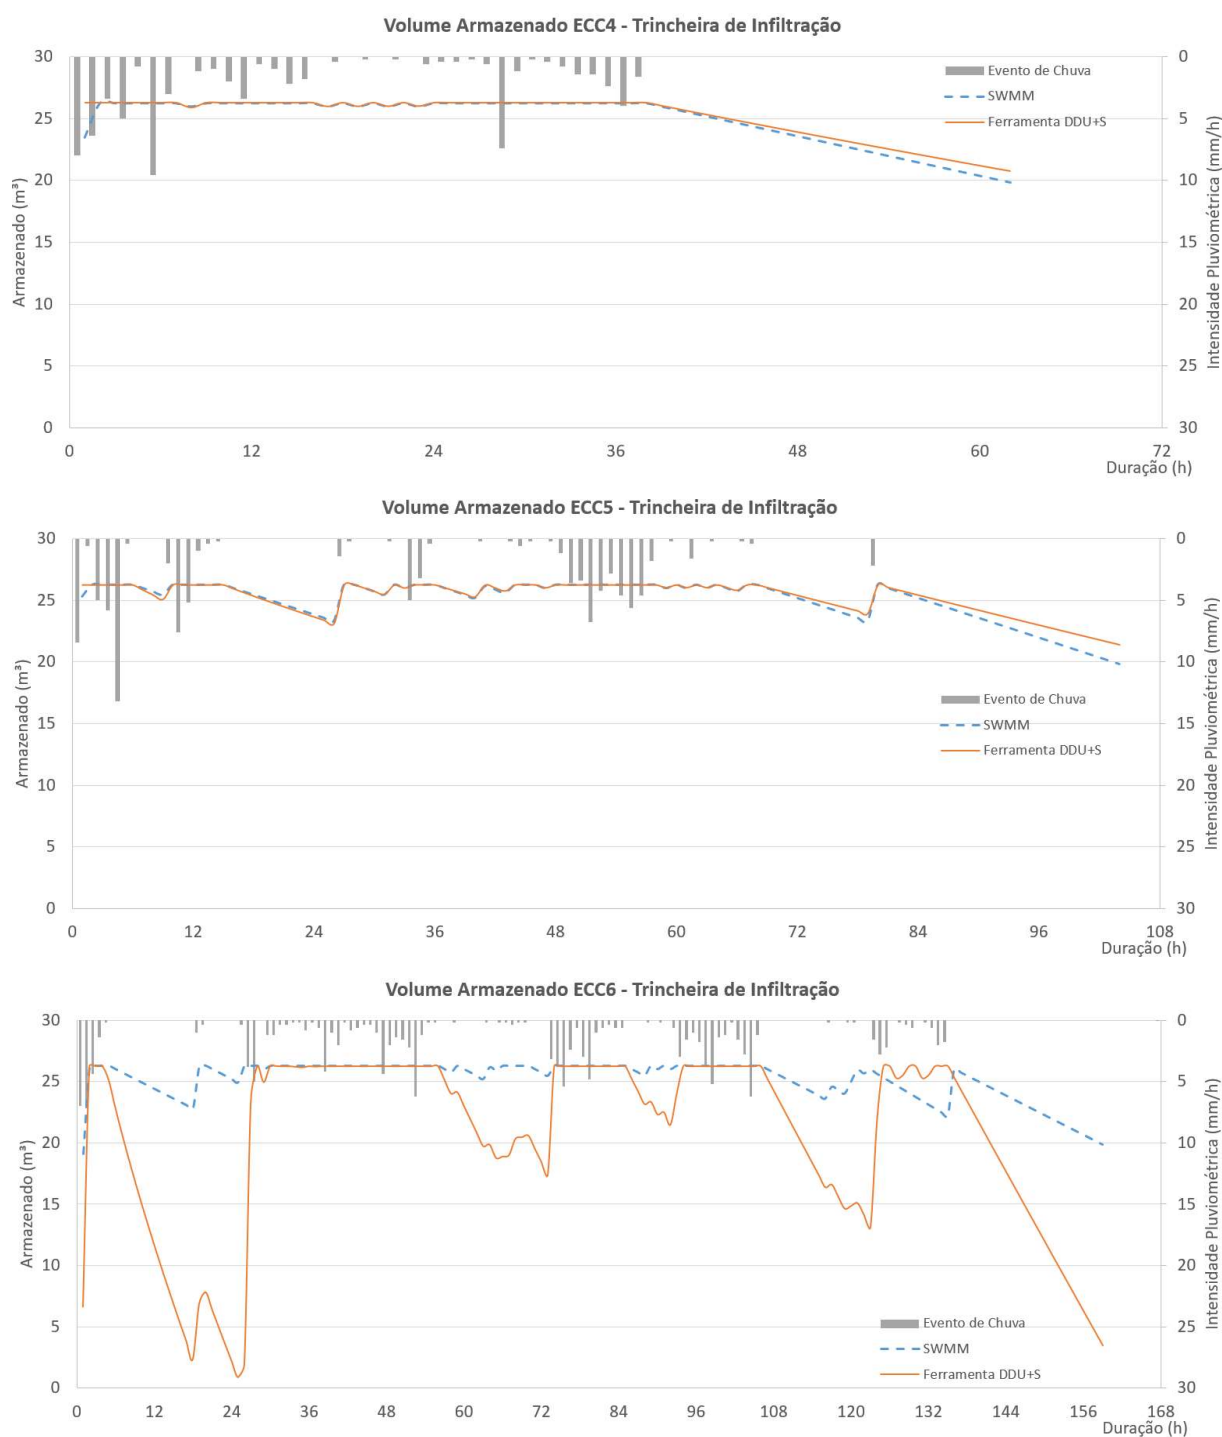 Volume Armazenado ECC4 - Trincheira de Infiltração
30 0
Evento de Chuva
SWMM
Ferramenta DDU+S
25 5
20 10
15 15
10 20
5 25
0 30
Armazenado (m³)
Intensidade Pluviométrica (mm/h)
0 12 24 36 48 60 72
Duração (h)
Volume Armazenado ECC5 - Trincheira de Infiltração
30 0
25 5
20 10
15 15
10 20
5 25
0 30
Evento de Chuva
SWMM
Ferramenta DDU+S
Armazenado (m³)
Intensidade Pluviométrica (mm/h)
0 12 24 36 48 60 72 84 96 108
Duração (h)
Volume Armazenado ECC6 - Trincheira de Infiltração
30 0
25 5
20 10
15 15
10 20
5 25
0 30
Evento de Chuva
SWMM
Ferramenta DDU+S
Armazenado (m³)
Intensidade Pluviométrica (mm/h)
0 12 24 36 48 60 72 84 96 108 120 132 144 156 168
Duração (h)